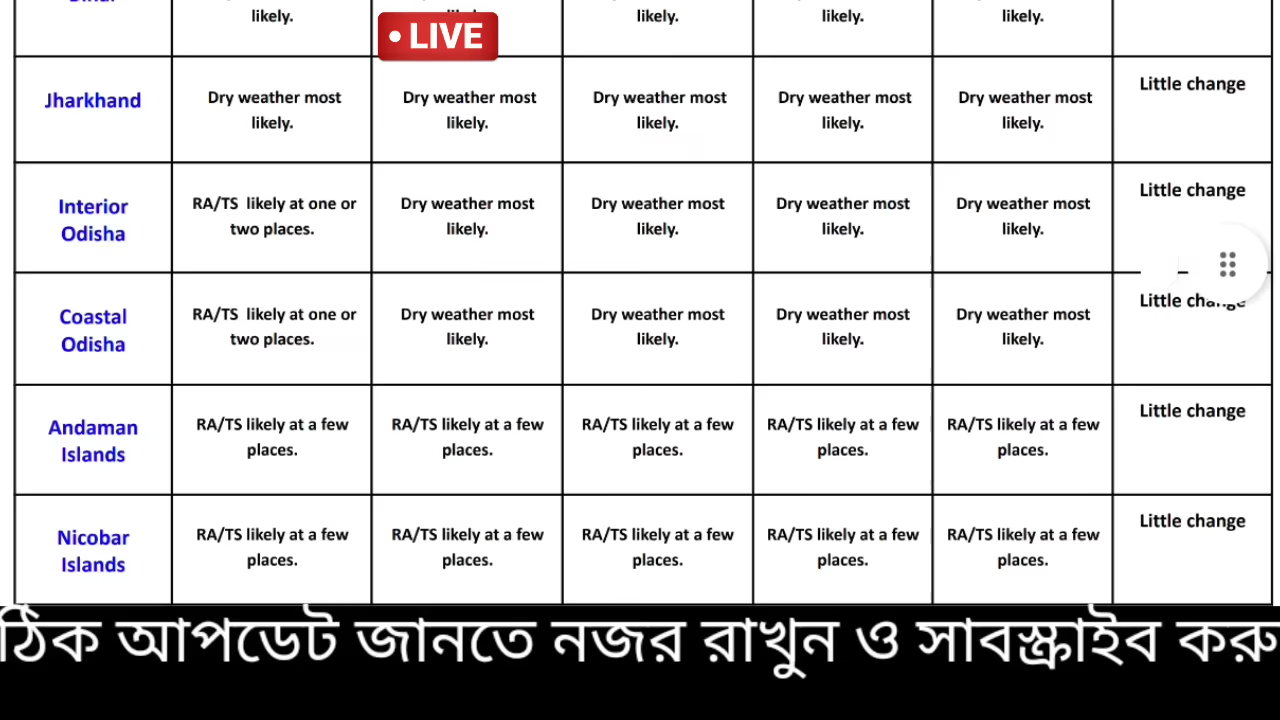 likely.
likely.
likely.
likely.
• LIVE
Jharkhand
Dry weather most
likely.
Dry weather most
likely.
Dry weather most
likely.
Dry weather most
likely.
Dry weather most
likely.
Little change
Interior
Odisha
RA/TS likely at one or
two places.
Dry weather most
likely.
Dry weather most
likely.
Dry weather most
likely.
Dry weather most
likely.
Little change
Coastal
Odisha
RA/TS likely at one or
two places.
Dry weather most
likely.
Dry weather most
likely.
Dry weather most
likely.
Dry weather most
likely.
Little change
Andaman
Islands
RA/TS likely at a few
places.
RA/TS likely at a few
places.
RA/TS likely at a few
places.
RA/TS likely at a few
places.
RA/TS likely at a few
places.
Little change
Nicobar
Islands
RA/TS likely at a few
places.
RA/TS likely at a few
places.
RA/TS likely at a few
places.
RA/TS likely at a few
places.
RA/TS likely at a few
places.
Little change
ঠিক আপডেট জানতে নজর রাখুন ও সাবস্ক্রাইব করু